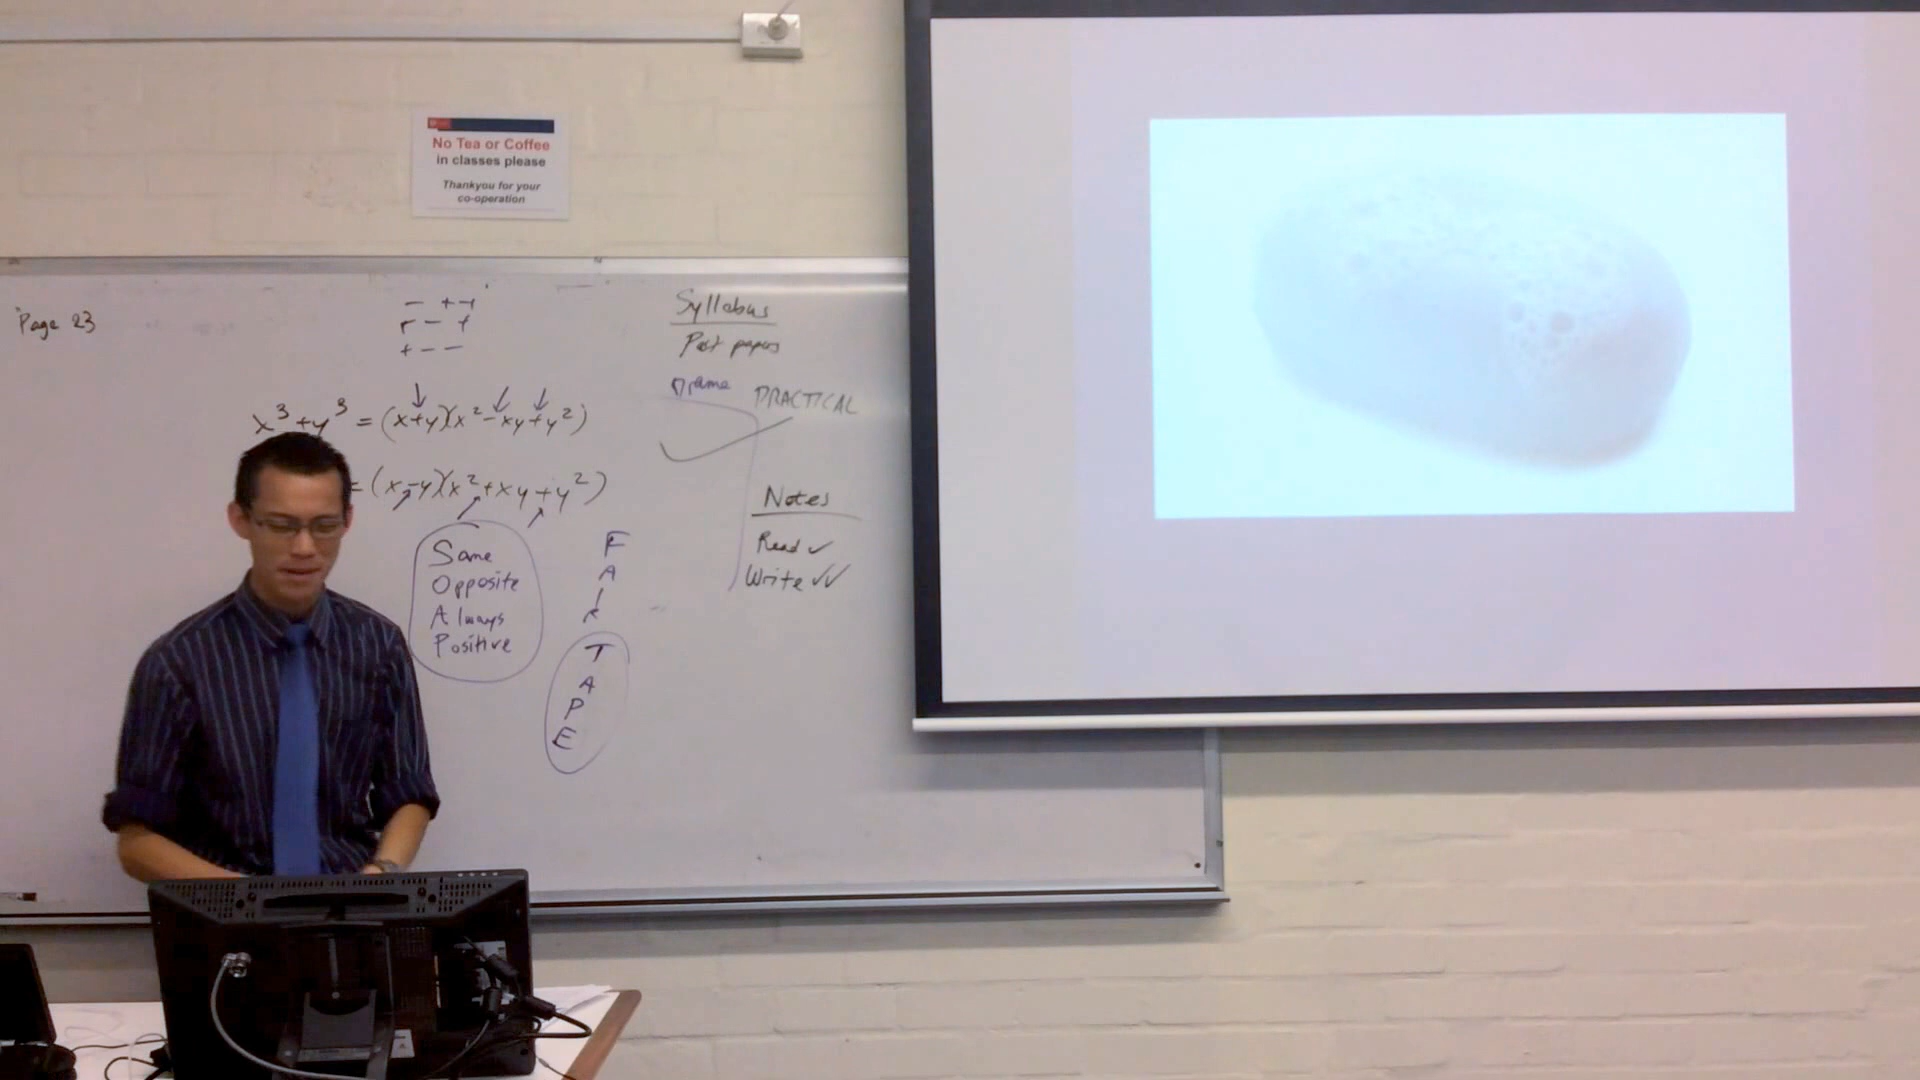 No Tea or Coffee
in classes please
Thankyou for your
co-operation
Page 23
- + +
+ - +
+ - -
x³+y³ = (x+y)(x²-xy+y²)
=(x-y)(x²+xy+y²)
Same
Opposite
Always
Positive
F
A
I
R
T
A
P
E
Syllabus
Past papers
PRACTICAL
Notes
Read ✓
Write ✓✓